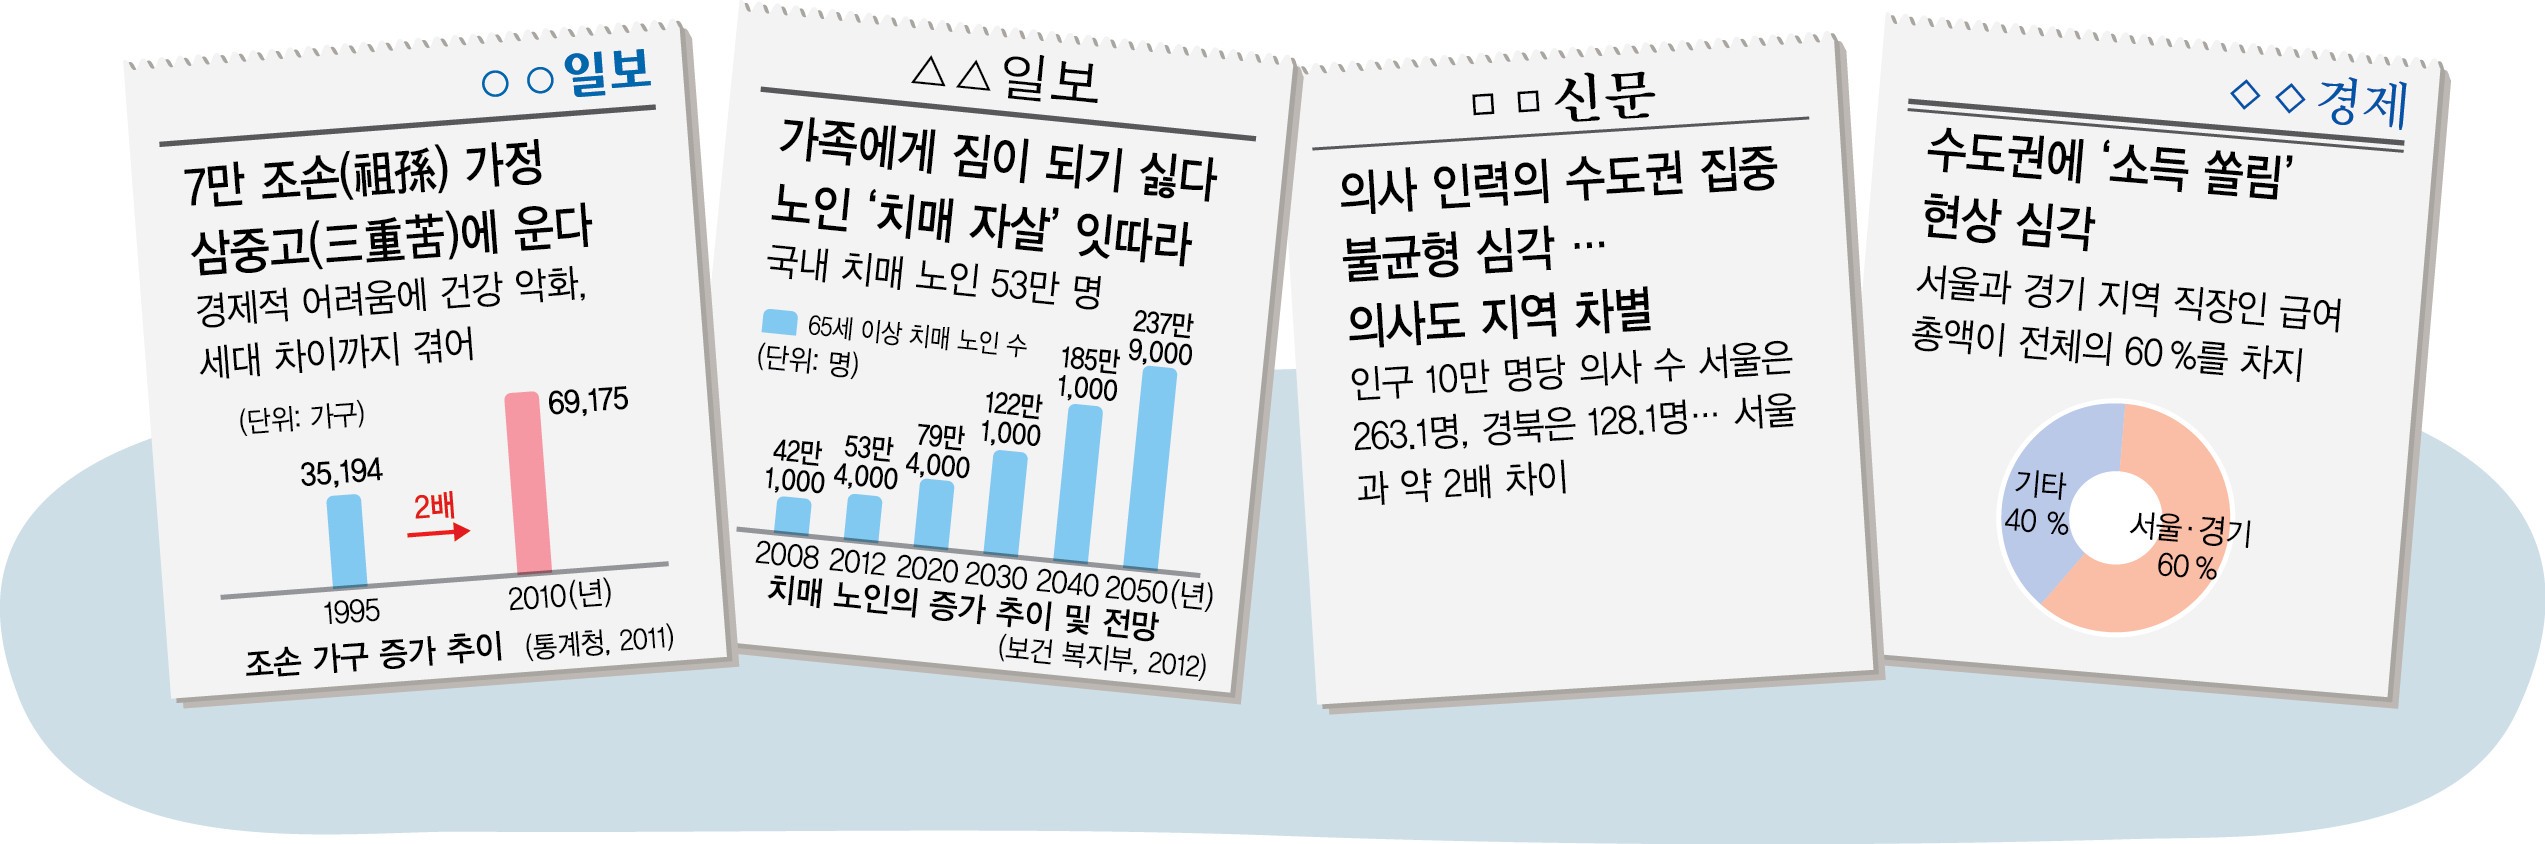 ○ ○일보
7만 조손(祖孫) 가정
삼중고(三重苦)에 운다
경제적 어려움에 건강 악화,
세대 차이까지 겪어
(단위: 가구)
69,175
35,194
2배
1995
2010(년)
조손 가구 증가 추이 (통계청, 2011)
△ △일보
가족에게 짐이 되기 싫다
노인 ‘치매 자살’ 잇따라
국내 치매 노인 53만 명
65세 이상 치매 노인 수
(단위: 명)
42만
1,000
53만
4,000
79만
4,000
122만
1,000
185만
1,000
237만
9,000
2008 2012 2020 2030 2040 2050(년)
치매 노인의 증가 추이 및 전망
(보건 복지부, 2012)
□ □신문
의사 인력의 수도권 집중
불균형 심각 …
의사도 지역 차별
인구 10만 명당 의사 수 서울은
263.1명, 경북은 128.1명… 서울
과 약 2배 차이
◇ ◇경제
수도권에 ‘소득 쏠림’
현상 심각
서울과 경기 지역 직장인 급여
총액이 전체의 60 %를 차지
기타
40 %
서울·경기
60 %